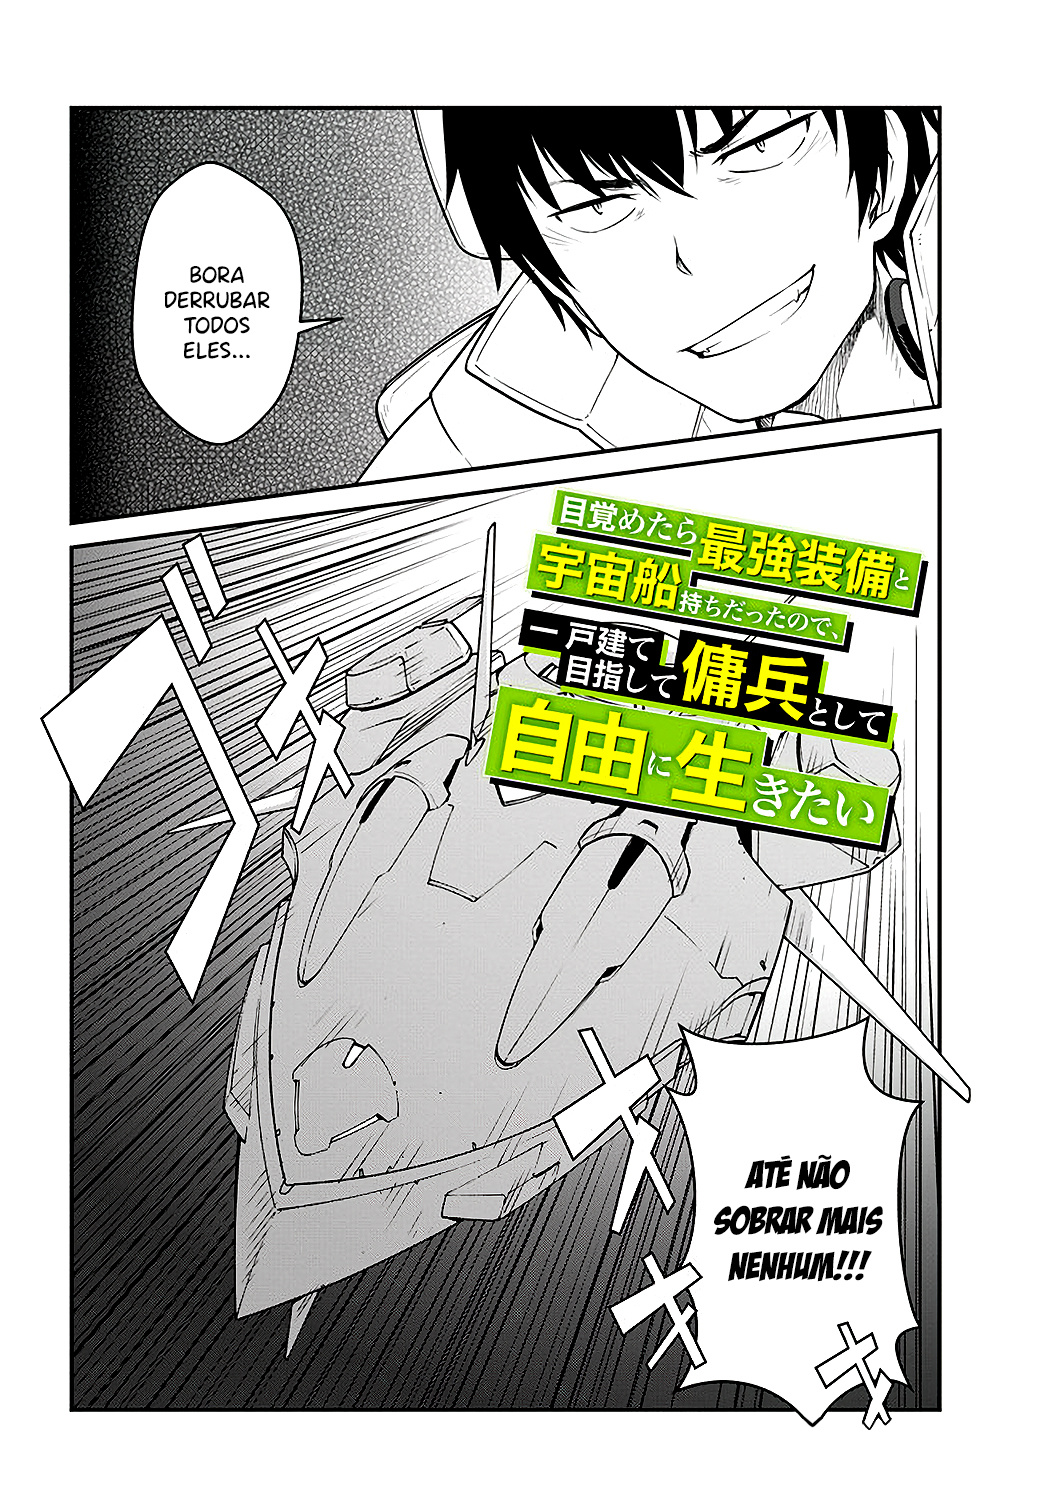 BORA
DERRUBAR
TODOS
ELES...
目覚めたら最強装備と
宇宙船持ちだったので、
一戸建て
目指して傭兵として
自由に生きたい
ATÉ NÃO
SOBRAR MAIS
NENHUM!!!